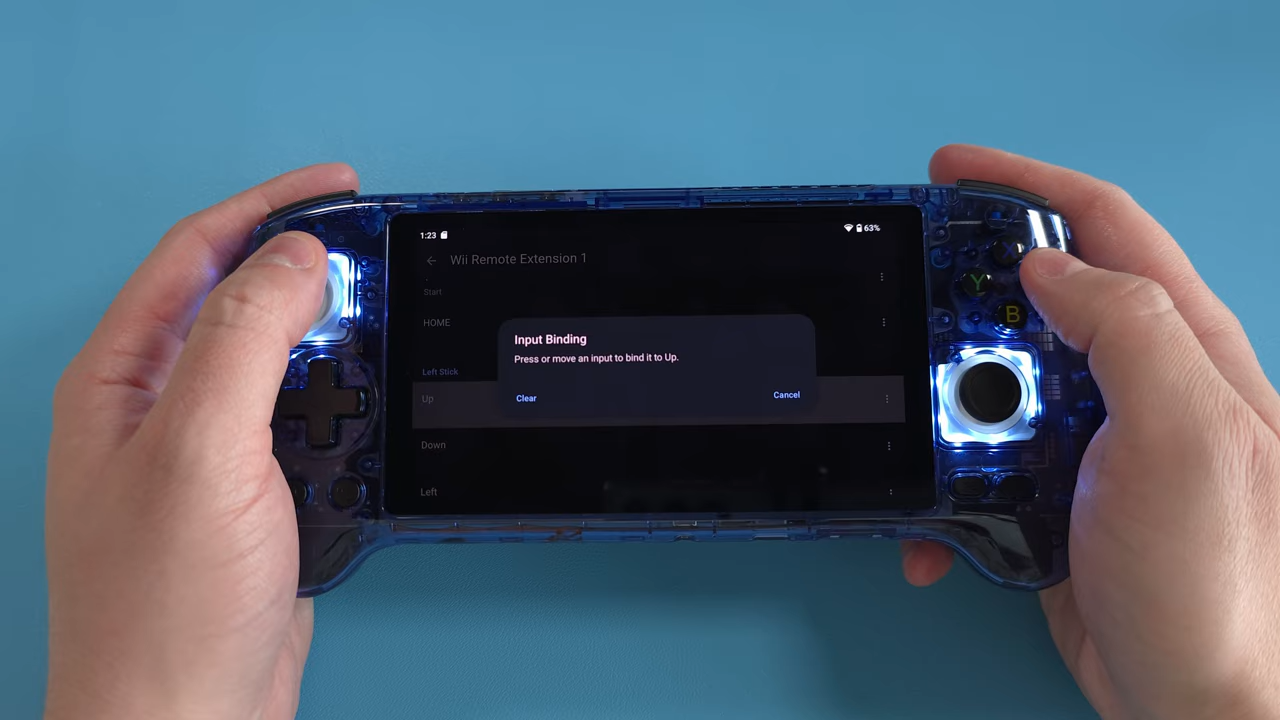 1:23
63%
Wii Remote Extension 1
Start
HOME
Input Binding
Press or move an input to bind it to Up.
Left Stick
Up
Clear
Cancel
Down
Left
Y
B